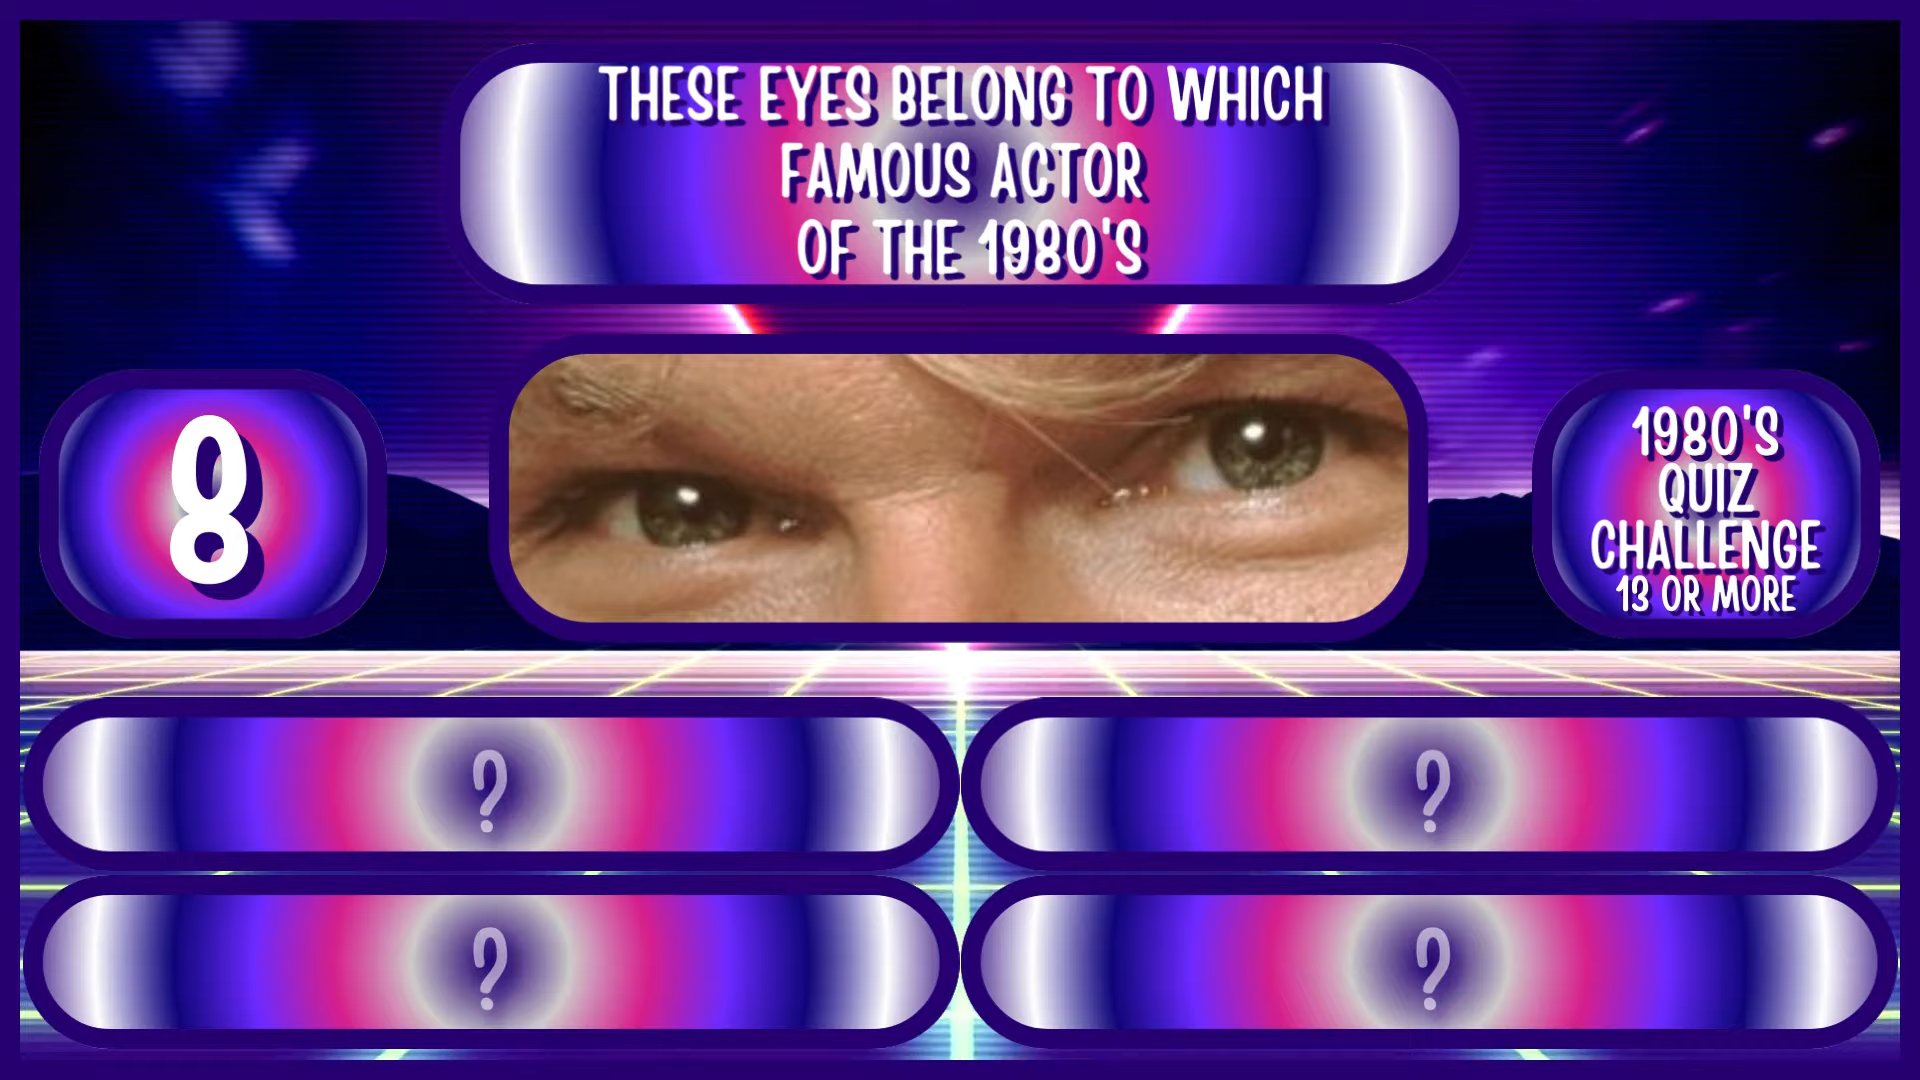 THESE EYES BELONG TO WHICH
FAMOUS ACTOR
OF THE 1980'S
8
1980'S
QUIZ
CHALLENGE
13 OR MORE
?
?
?
?